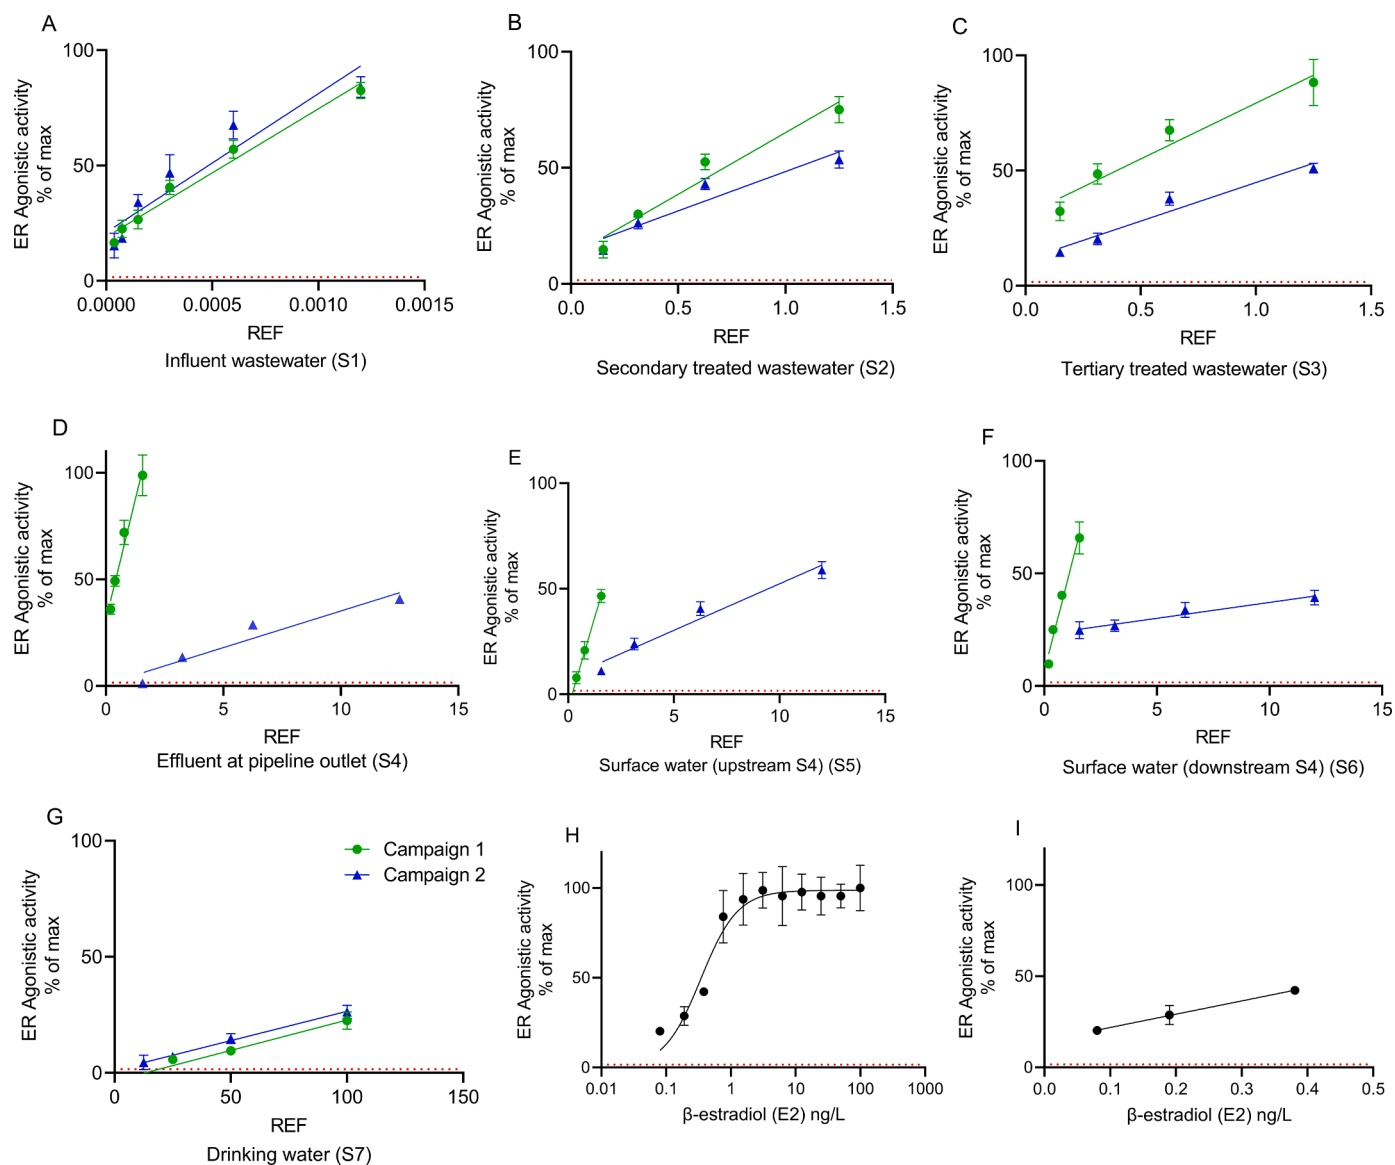 A
ER Agonistic activity
% of max
100
50
0
0.0000
0.0005
0.0010
0.0015
REF
Influent wastewater (S1)
B
ER Agonistic activity
% of max
100
50
0
0.0
0.5
1.0
1.5
REF
Secondary treated wastewater (S2)
C
ER Agonistic activity
% of max
100
50
0
0.0
0.5
1.0
1.5
REF
Tertiary treated wastewater (S3)
D
ER Agonistic activity
% of max
100
50
0
0
5
10
15
REF
Effluent at pipeline outlet (S4)
E
ER Agonistic activity
% of max
100
50
0
0
5
10
15
REF
Surface water (upstream S4) (S5)
F
ER Agonistic activity
% of max
100
50
0
0
5
10
15
REF
Surface water (downstream S4) (S6)
G
ER Agonistic activity
% of max
100
50
0
0
50
100
150
REF
Drinking water (S7)
Campaign 1
Campaign 2
H
ER Agonistic activity
% of max
100
50
0
0.01
0.1
1
10
100
1000
β-estradiol (E2) ng/L
I
ER Agonistic activity
% of max
100
50
0
0.0
0.1
0.2
0.3
0.4
0.5
β-estradiol (E2) ng/L